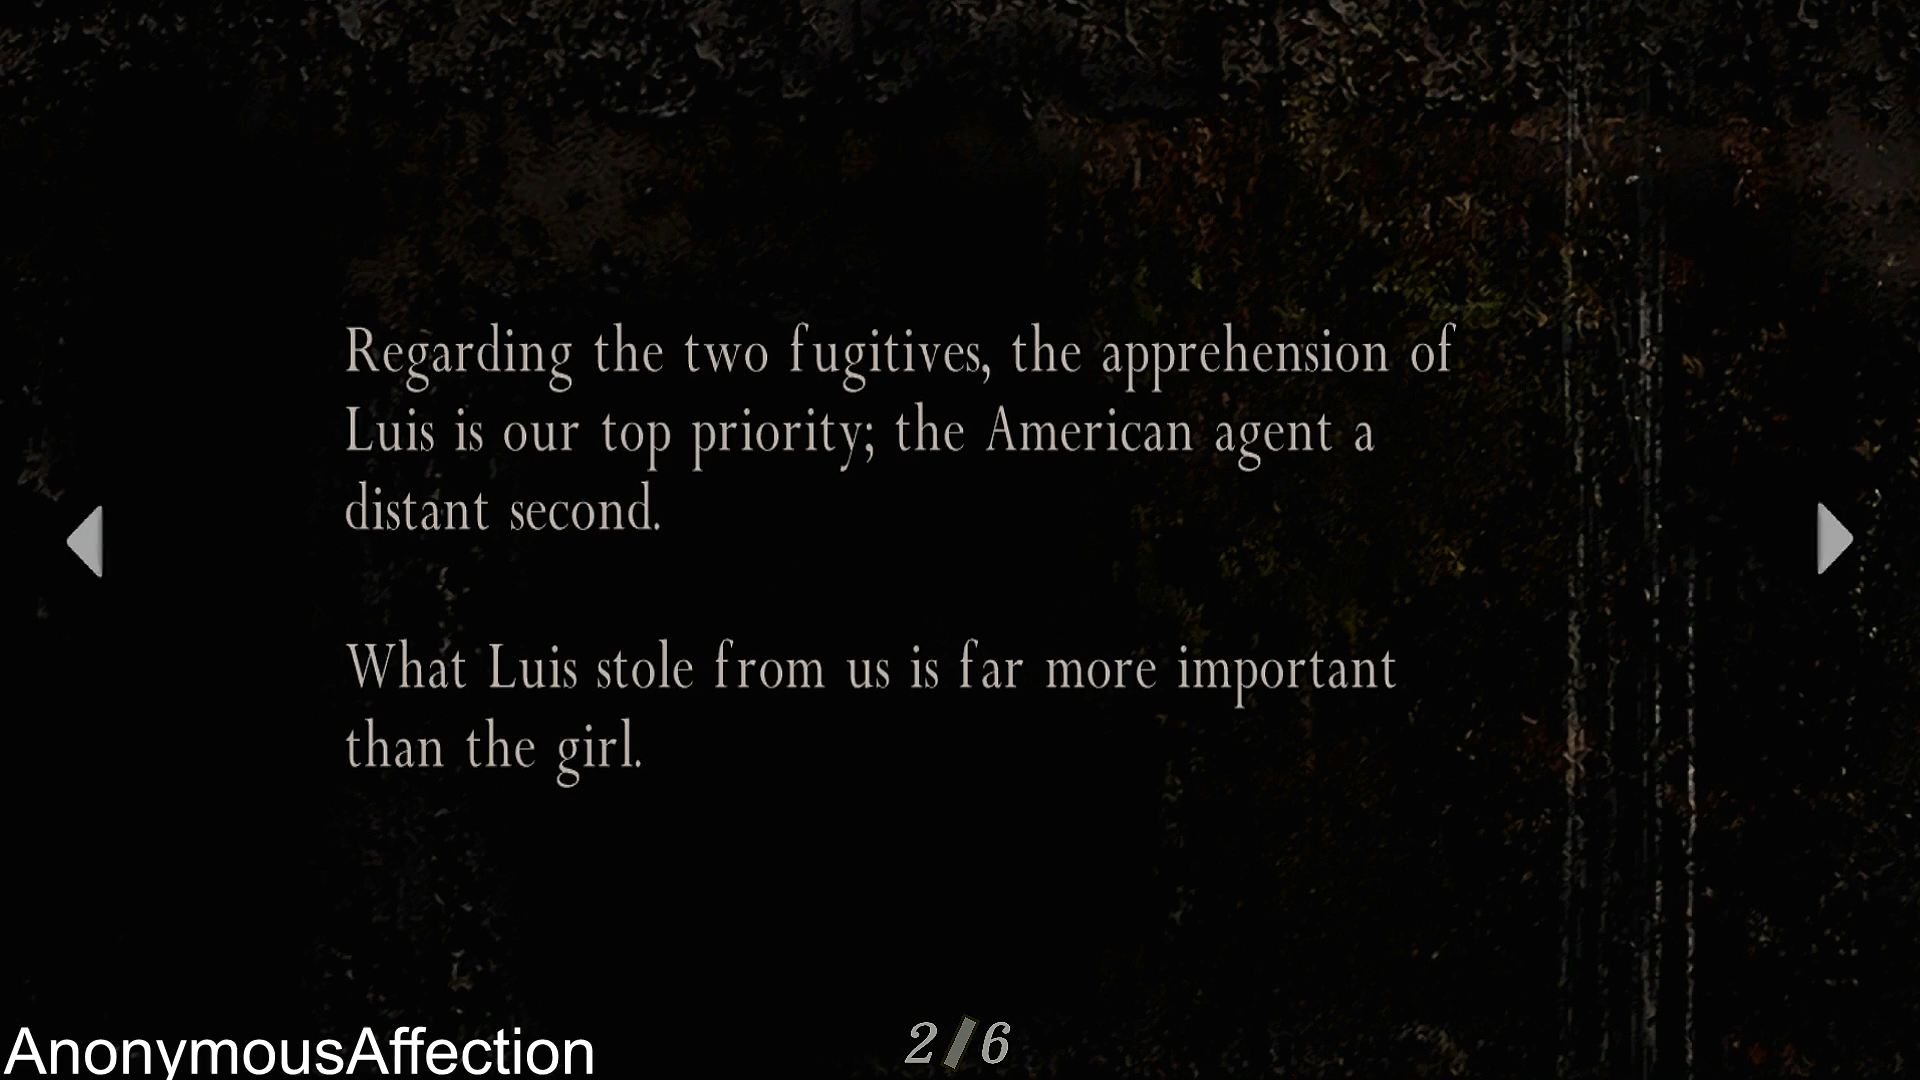 Regarding the two fugitives, the apprehension of
Luis is our top priority; the American agent a
distant second.
What Luis stole from us is far more important
than the girl.
2/6
AnonymousAffection